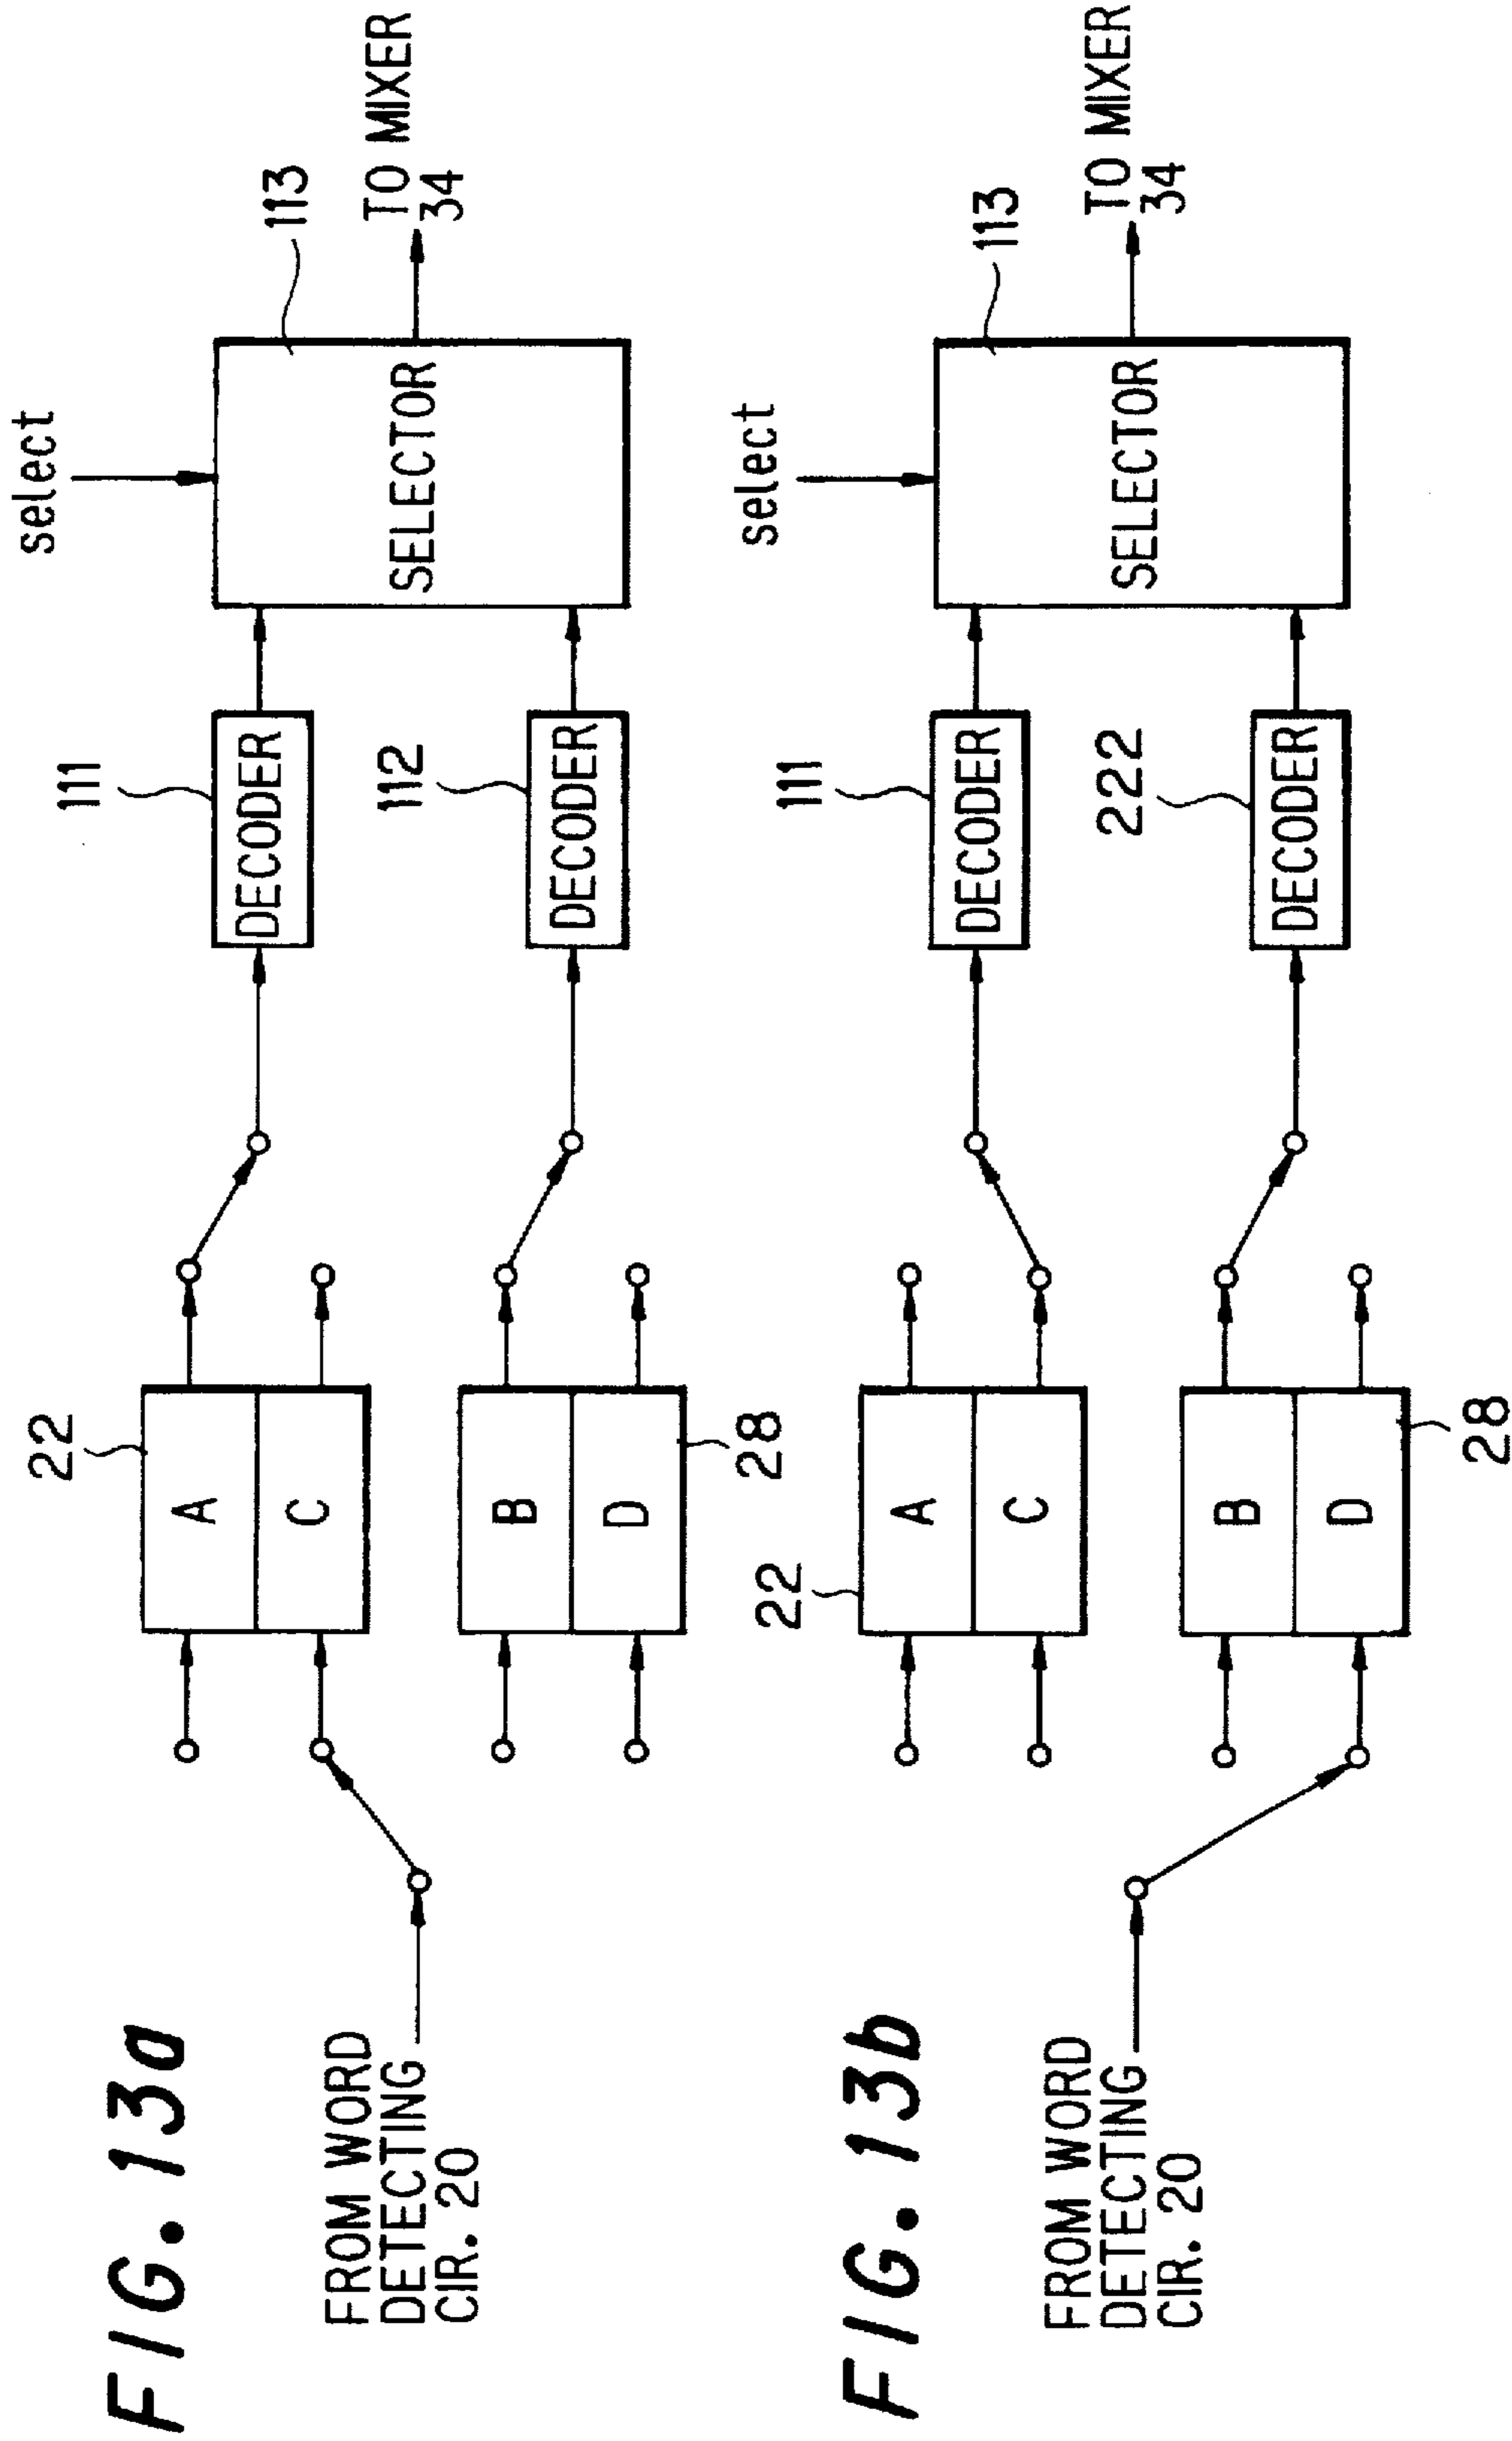 FIG. 13a
FROM WORD
DETECTING
CIR. 20
22
A
C
B
D
28
111
DECODER
112
DECODER
select
SELECTOR
113
TO MIXER
34
FIG. 13b
FROM WORD
DETECTING
CIR. 20
22
A
C
B
D
28
111
DECODER
222
DECODER
select
SELECTOR
113
TO MIXER
34